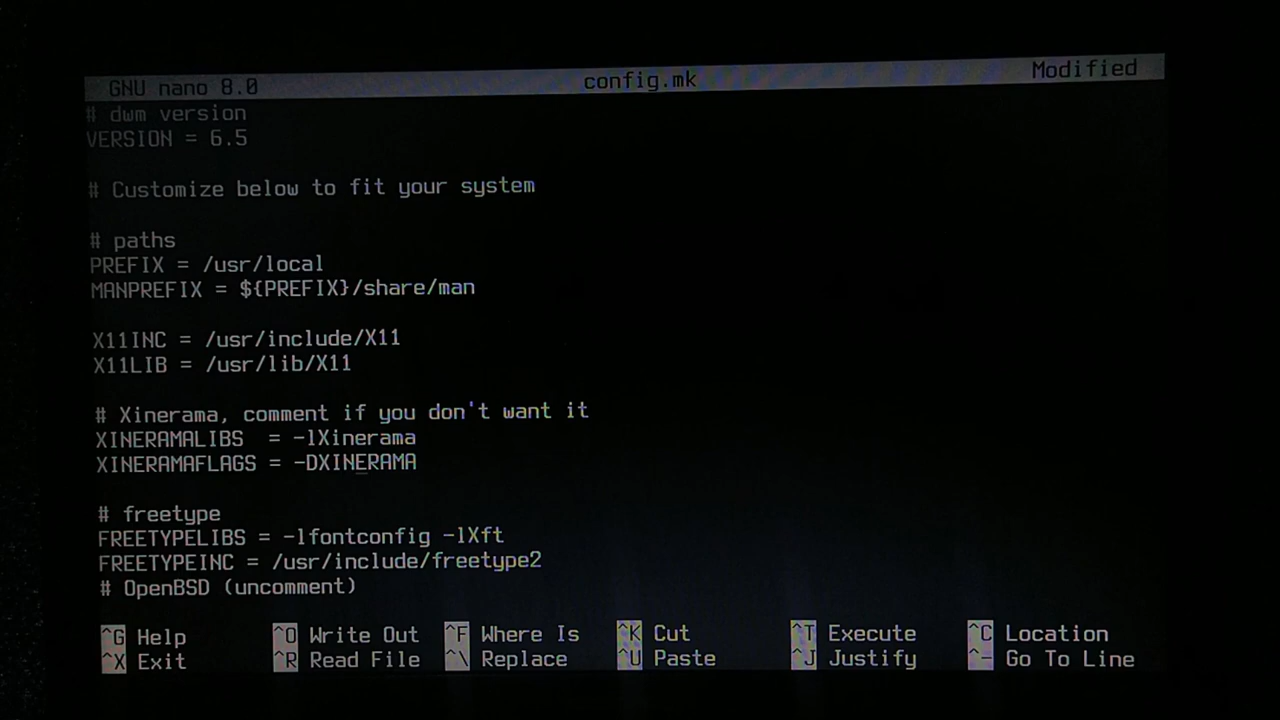 GNU nano 8.0 config.mk Modified
# dwm version
VERSION = 6.5
# Customize below to fit your system
# paths
PREFIX = /usr/local
MANPREFIX = ${PREFIX}/share/man
X11INC = /usr/include/X11
X11LIB = /usr/lib/X11
# Xinerama, comment if you don't want it
XINERAMALIBS  = -lXinerama
XINERAMAFLAGS = -DXINERAMA
# freetype
FREETYPELIBS = -lfontconfig -lXft
FREETYPEINC = /usr/include/freetype2
# OpenBSD (uncomment)
^G Help ^O Write Out ^F Where Is ^K Cut ^T Execute ^C Location
^X Exit ^R Read File ^\ Replace ^U Paste ^J Justify ^- Go To Line